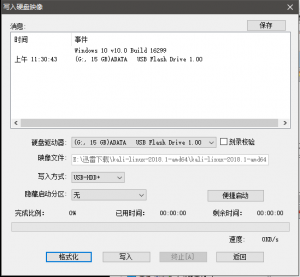 写入硬盘映像
消息:
保存
时间 事件
Windows 10 v10.0 Build 16299
上午 11:30:43 (G:, 15 GB)ADATA USB Flash Drive 1.00
硬盘驱动器: (G:, 15 GB)ADATA USB Flash Drive 1.00 刻录校验
映像文件: E:\迅雷下载\kali-linux-2018.1-amd64\kali-linux-2018.1-amd64
写入方式: USB-HDD+
隐藏启动分区: 无 便捷启动
完成比例: 0% 已用时间: 00:00:00 剩余时间: 00:00:00
速度: 0KB/s
格式化 写入 终止[A] 返回